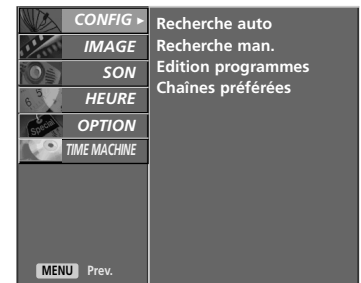 CONFIG ▸
IMAGE
SON
HEURE
OPTION
TIME MACHINE
MENU Prev.
Recherche auto
Recherche man.
Edition programmes
Chaînes préférées